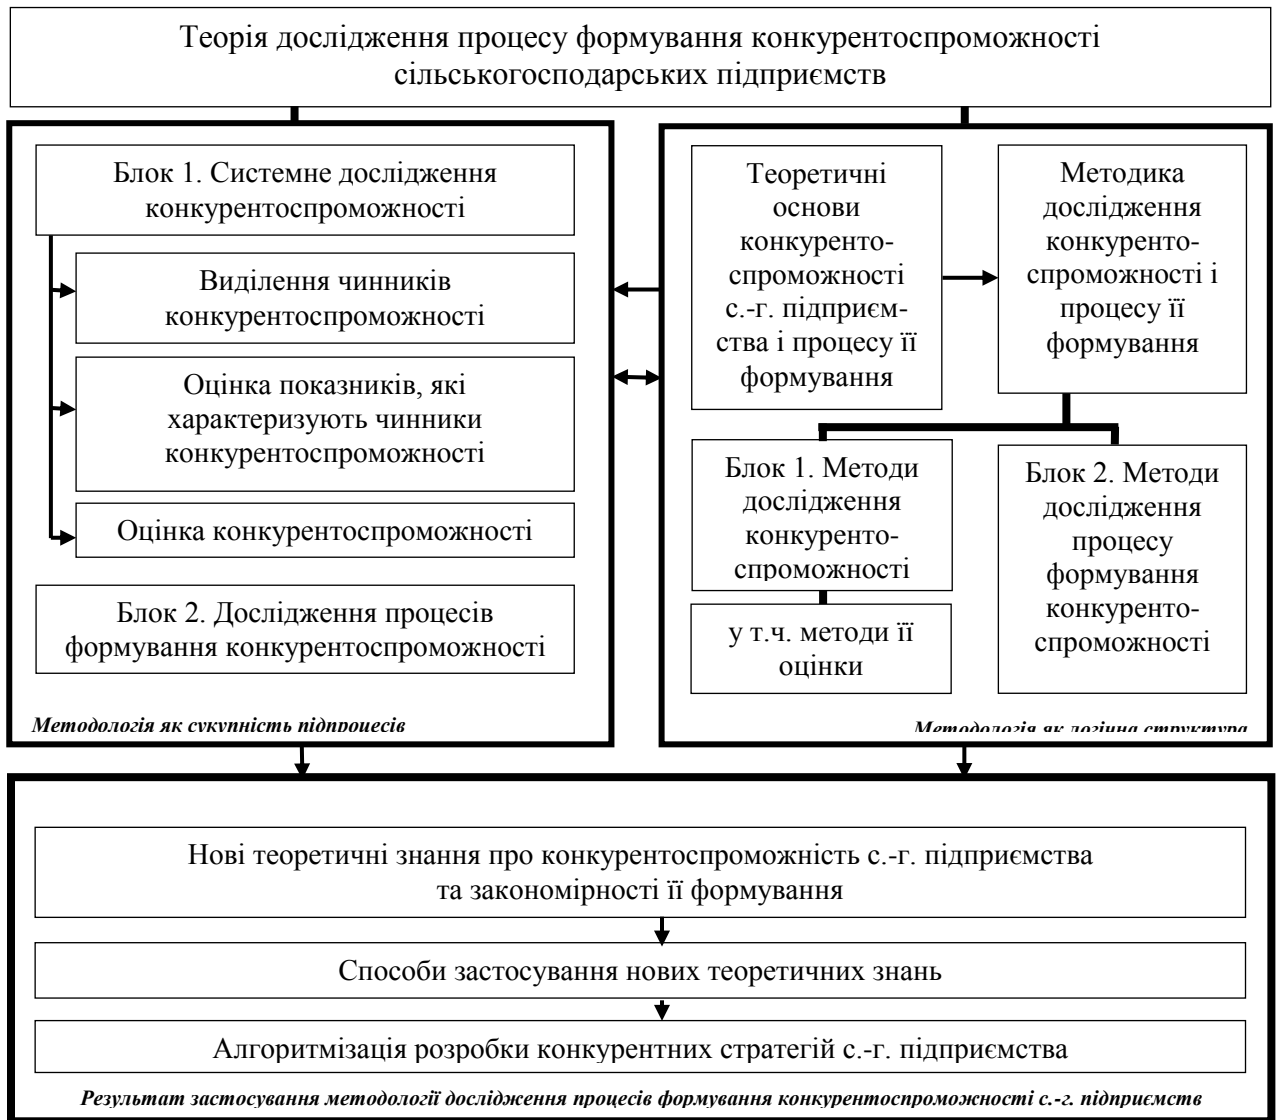 Теорія дослідження процесу формування конкурентоспроможності
сільськогосподарських підприємств
Блок 1. Системне дослідження
конкурентоспроможності
Виділення чинників
конкурентоспроможності
Оцінка показників, які
характеризують чинники
конкурентоспроможності
Оцінка конкурентоспроможності
Блок 2. Дослідження процесів
формування конкурентоспроможності
Методологія як сукупність підпроцесів
Теоретичні
основи
конкуренто-
спроможності
с.-г. підприєм-
ства і процесу її
формування
Методика
дослідження
конкуренто-
спроможності і
процесу її
формування
Блок 1. Методи
дослідження
конкуренто-
спроможності
у т.ч. методи її
оцінки
Блок 2. Методи
дослідження
процесу
формування
конкуренто-
спроможності
Методологія як логічна структура
Нові теоретичні знання про конкурентоспроможність с.-г. підприємства
та закономірності її формування
Способи застосування нових теоретичних знань
Алгоритмізація розробки конкурентних стратегій с.-г. підприємства
Результат застосування методології дослідження процесів формування конкурентоспроможності с.-г. підприємств